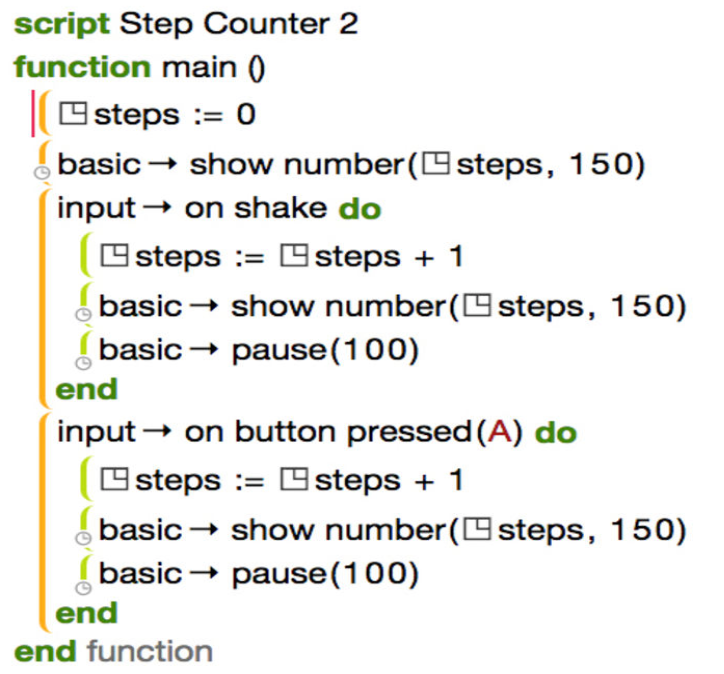 script Step Counter 2
function main ()
steps := 0
basic → show number(steps, 150)
input → on shake do
steps := steps + 1
basic → show number(steps, 150)
basic → pause(100)
end
input → on button pressed(A) do
steps := steps + 1
basic → show number(steps, 150)
basic → pause(100)
end
end function